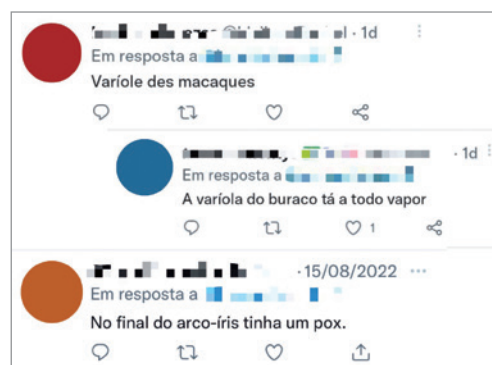 · 1d
Em resposta a
Varíole des macaques
· 1d
Em resposta a
A varíola do buraco tá a todo vapor
1
· 15/08/2022
Em resposta a
No final do arco-íris tinha um pox.